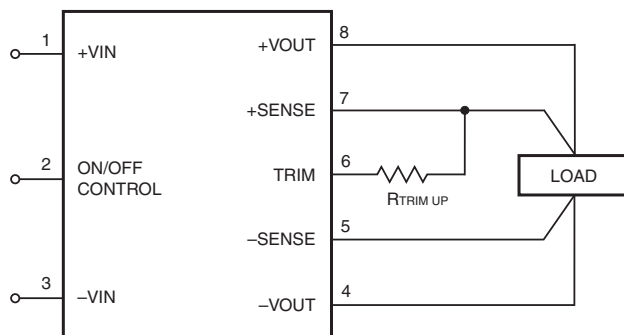 1
+VIN
2
ON/OFF
CONTROL
3
–VIN
+VOUT
8
+SENSE
7
TRIM
6
RTRIM UP
–SENSE
5
–VOUT
4
LOAD